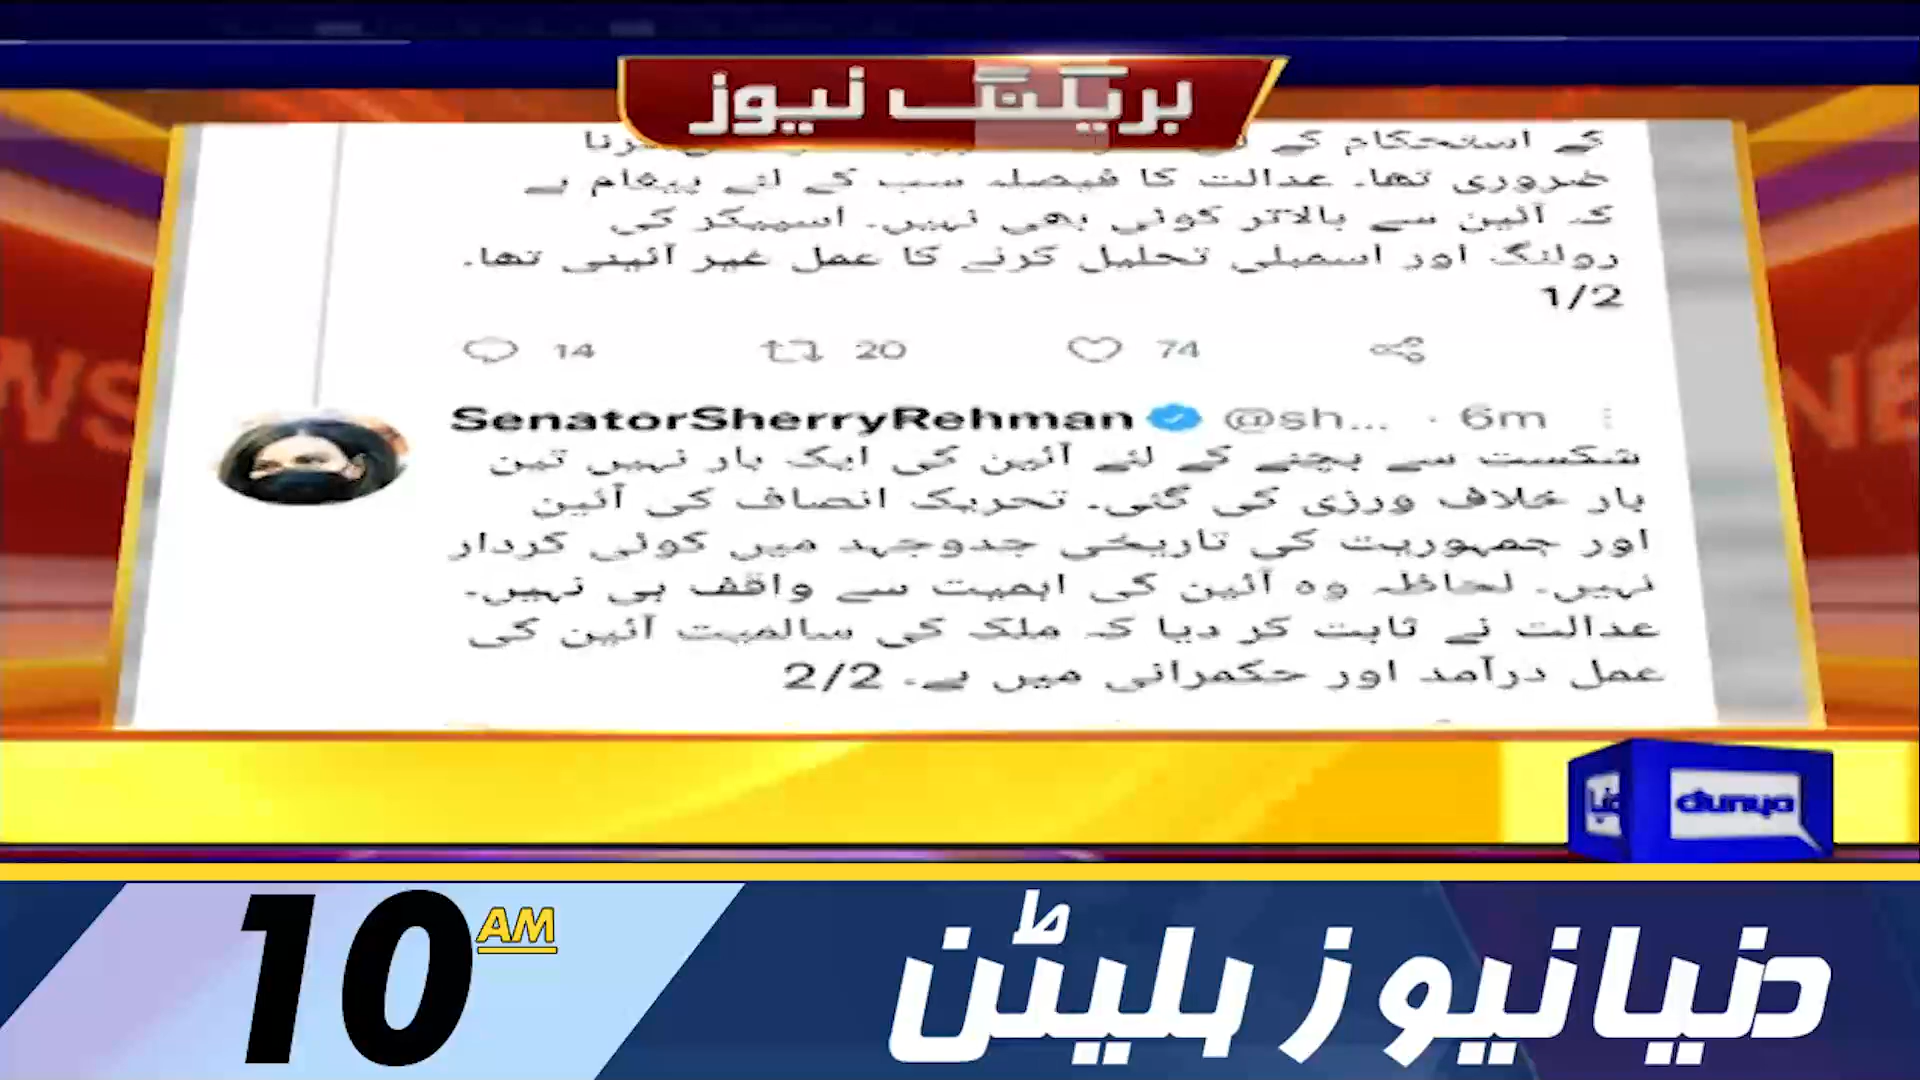 بریکنگ نیوز
کے استحکام کے
ضروری تھا۔ عدالت کا فیصلہ سب کے لئے پیغام ہے
کہ آئین سے بالاتر کوئی بھی نہیں۔ اسپیکر کی
رولنگ اور اسمبلی تحلیل کرنے کا عمل غیر آئینی تھا۔
1/2
14 20 74
SenatorSherryRehman @sh... · 6m
شکست سے بچنے کے لئے آئین کی ایک بار نہیں تین
بار خلاف ورزی کی گئی۔ تحریک انصاف کی آئین
اور جمہوریت کی تاریخی جدوجہد میں کوئی کردار
نہیں۔ لحاظہ وہ آئین کی اہمیت سے واقف ہی نہیں۔
عدالت نے ثابت کر دیا کہ ملک کی سالمیت آئین کی
عمل درآمد اور حکمرانی میں ہے۔ 2/2
dunya
10 AM
دنیا نیوز بلیٹن